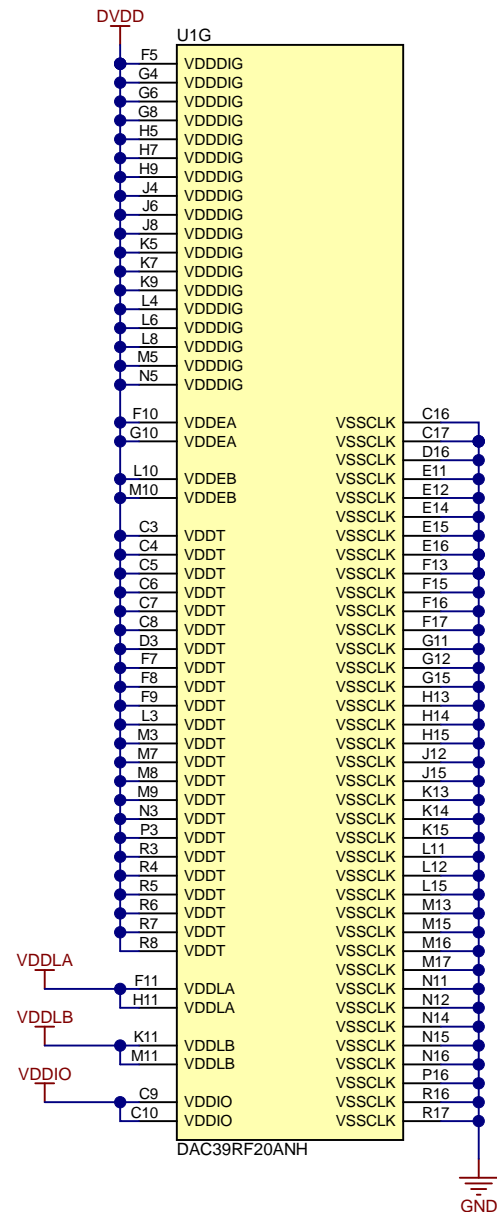 DVDD
U1G
F5 VDDDIG
G4 VDDDIG
G6 VDDDIG
G8 VDDDIG
H5 VDDDIG
H7 VDDDIG
H9 VDDDIG
J4 VDDDIG
J6 VDDDIG
J8 VDDDIG
K5 VDDDIG
K7 VDDDIG
K9 VDDDIG
L4 VDDDIG
L6 VDDDIG
L8 VDDDIG
M5 VDDDIG
N5 VDDDIG
F10 VDDEA VSSCLK C16
G10 VDDEA VSSCLK C17
VSSCLK D16
L10 VDDEB VSSCLK E11
M10 VDDEB VSSCLK E12
VSSCLK E14
C3 VDDT VSSCLK E15
C4 VDDT VSSCLK E16
C5 VDDT VSSCLK F13
C6 VDDT VSSCLK F15
C7 VDDT VSSCLK F16
C8 VDDT VSSCLK F17
D3 VDDT VSSCLK G11
F7 VDDT VSSCLK G12
F8 VDDT VSSCLK G15
F9 VDDT VSSCLK H13
L3 VDDT VSSCLK H14
M3 VDDT VSSCLK H15
M7 VDDT VSSCLK J12
M8 VDDT VSSCLK J15
M9 VDDT VSSCLK K13
N3 VDDT VSSCLK K14
P3 VDDT VSSCLK K15
R3 VDDT VSSCLK L11
R4 VDDT VSSCLK L12
R5 VDDT VSSCLK L15
R6 VDDT VSSCLK M13
R7 VDDT VSSCLK M15
R8 VDDT VSSCLK M16
VDDLA
VSSCLK M17
F11 VDDLA VSSCLK N11
H11 VDDLA VSSCLK N12
VDDLB
VSSCLK N14
K11 VDDLB VSSCLK N15
M11 VDDLB VSSCLK N16
VDDIO
VSSCLK P16
C9 VDDIO VSSCLK R16
C10 VDDIO VSSCLK R17
DAC39RF20ANH
GND